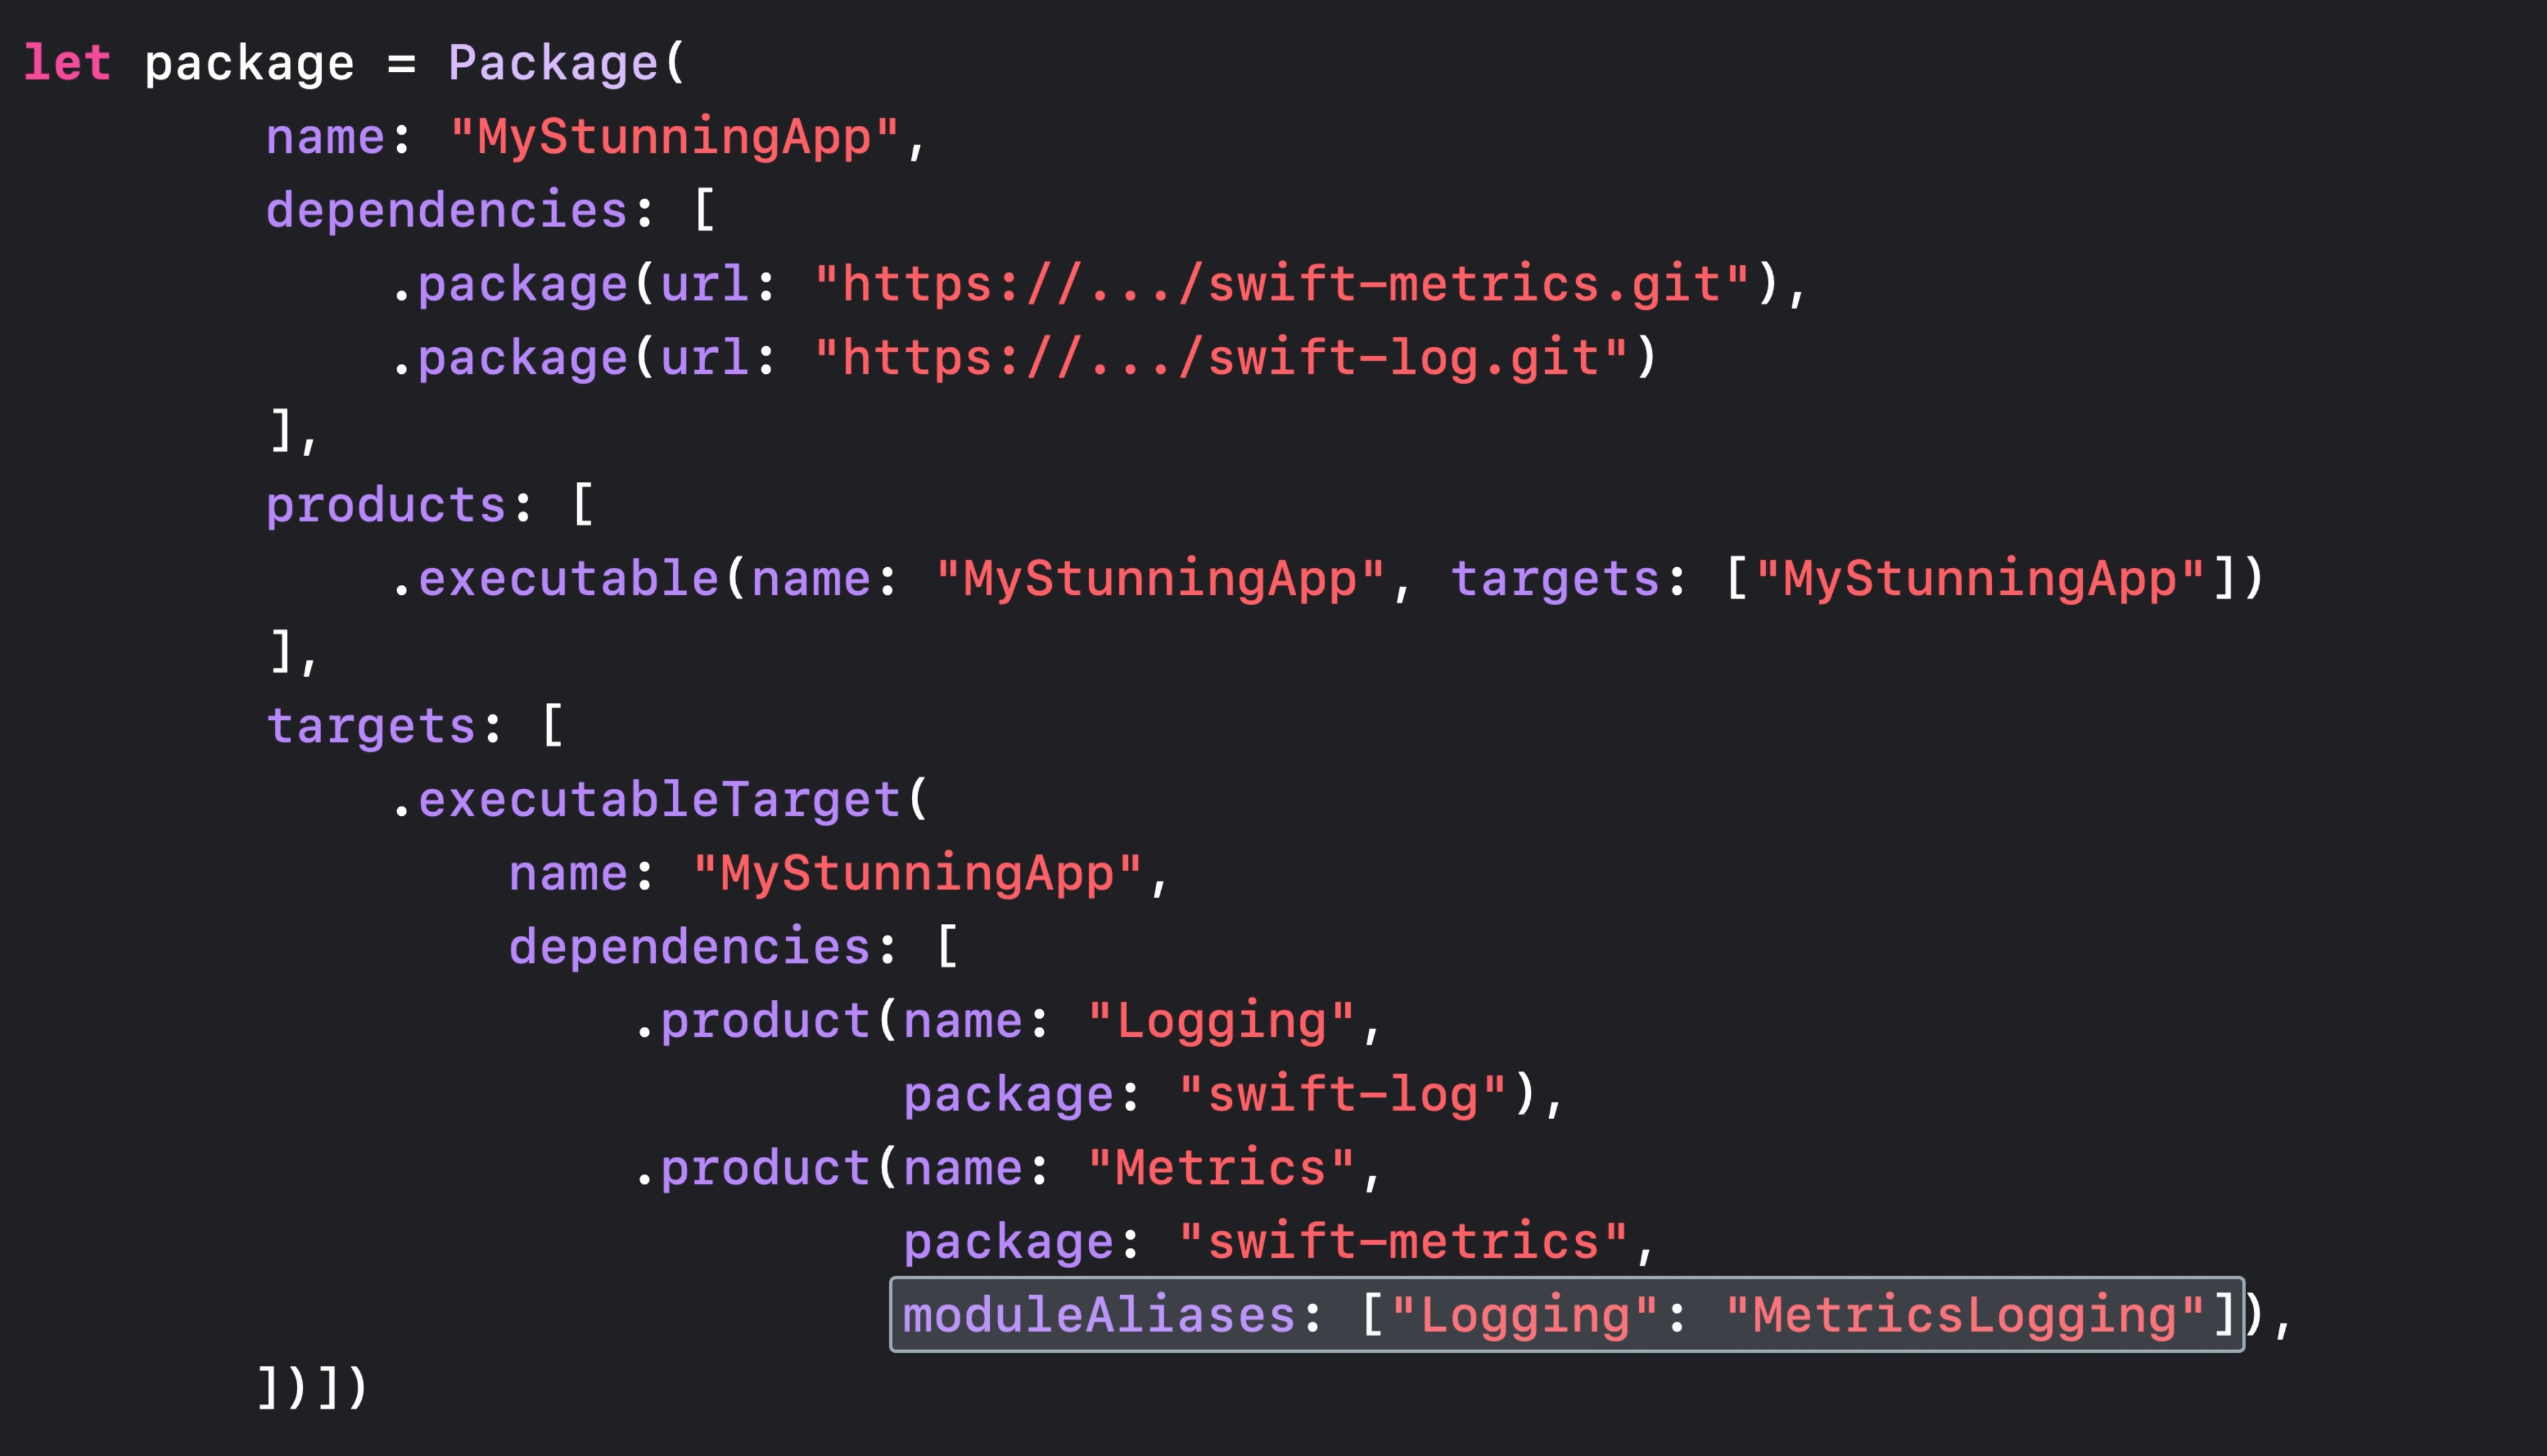 let package = Package(
        name: "MyStunningApp",
        dependencies: [
            .package(url: "https://.../swift-metrics.git"),
            .package(url: "https://.../swift-log.git")
        ],
        products: [
            .executable(name: "MyStunningApp", targets: ["MyStunningApp"])
        ],
        targets: [
            .executableTarget(
                name: "MyStunningApp",
                dependencies: [
                    .product(name: "Logging",
                             package: "swift-log"),
                    .product(name: "Metrics",
                             package: "swift-metrics",
                             moduleAliases: ["Logging": "MetricsLogging"]),
        ])])